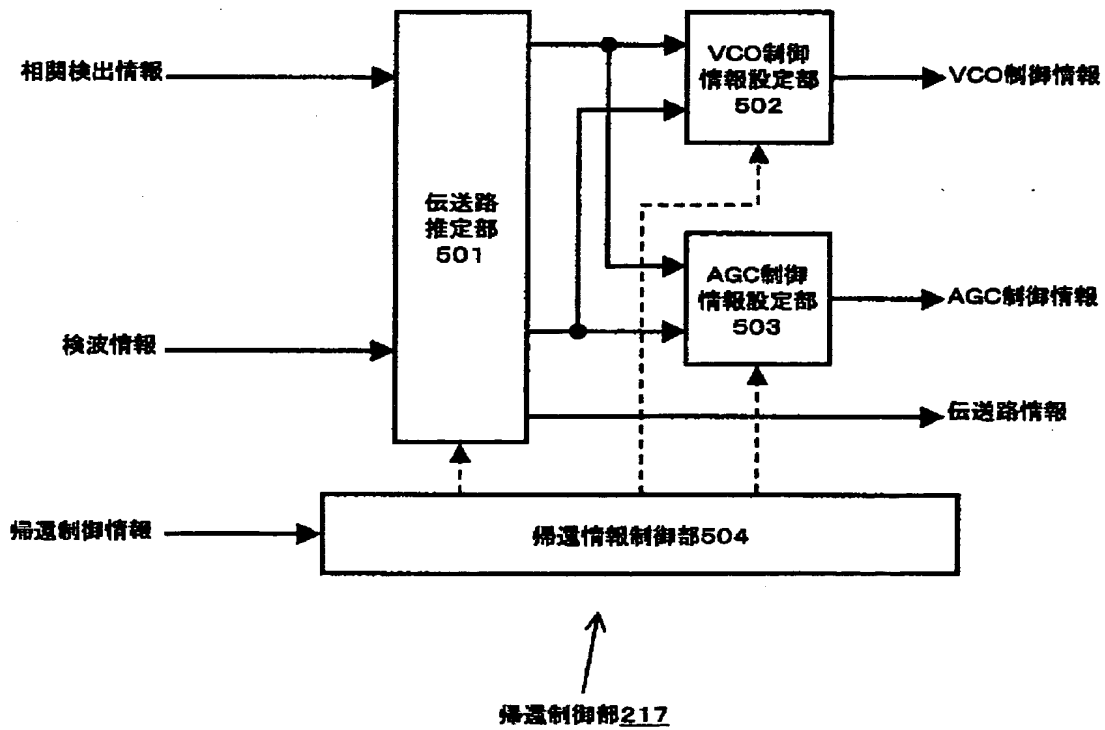 相関検出情報
検波情報
帰還制御情報
伝送路
推定部
501
VCO制御
情報設定部
502
VCO制御情報
AGC制御
情報設定部
503
AGC制御情報
伝送路情報
帰還情報制御部504
帰還制御部217